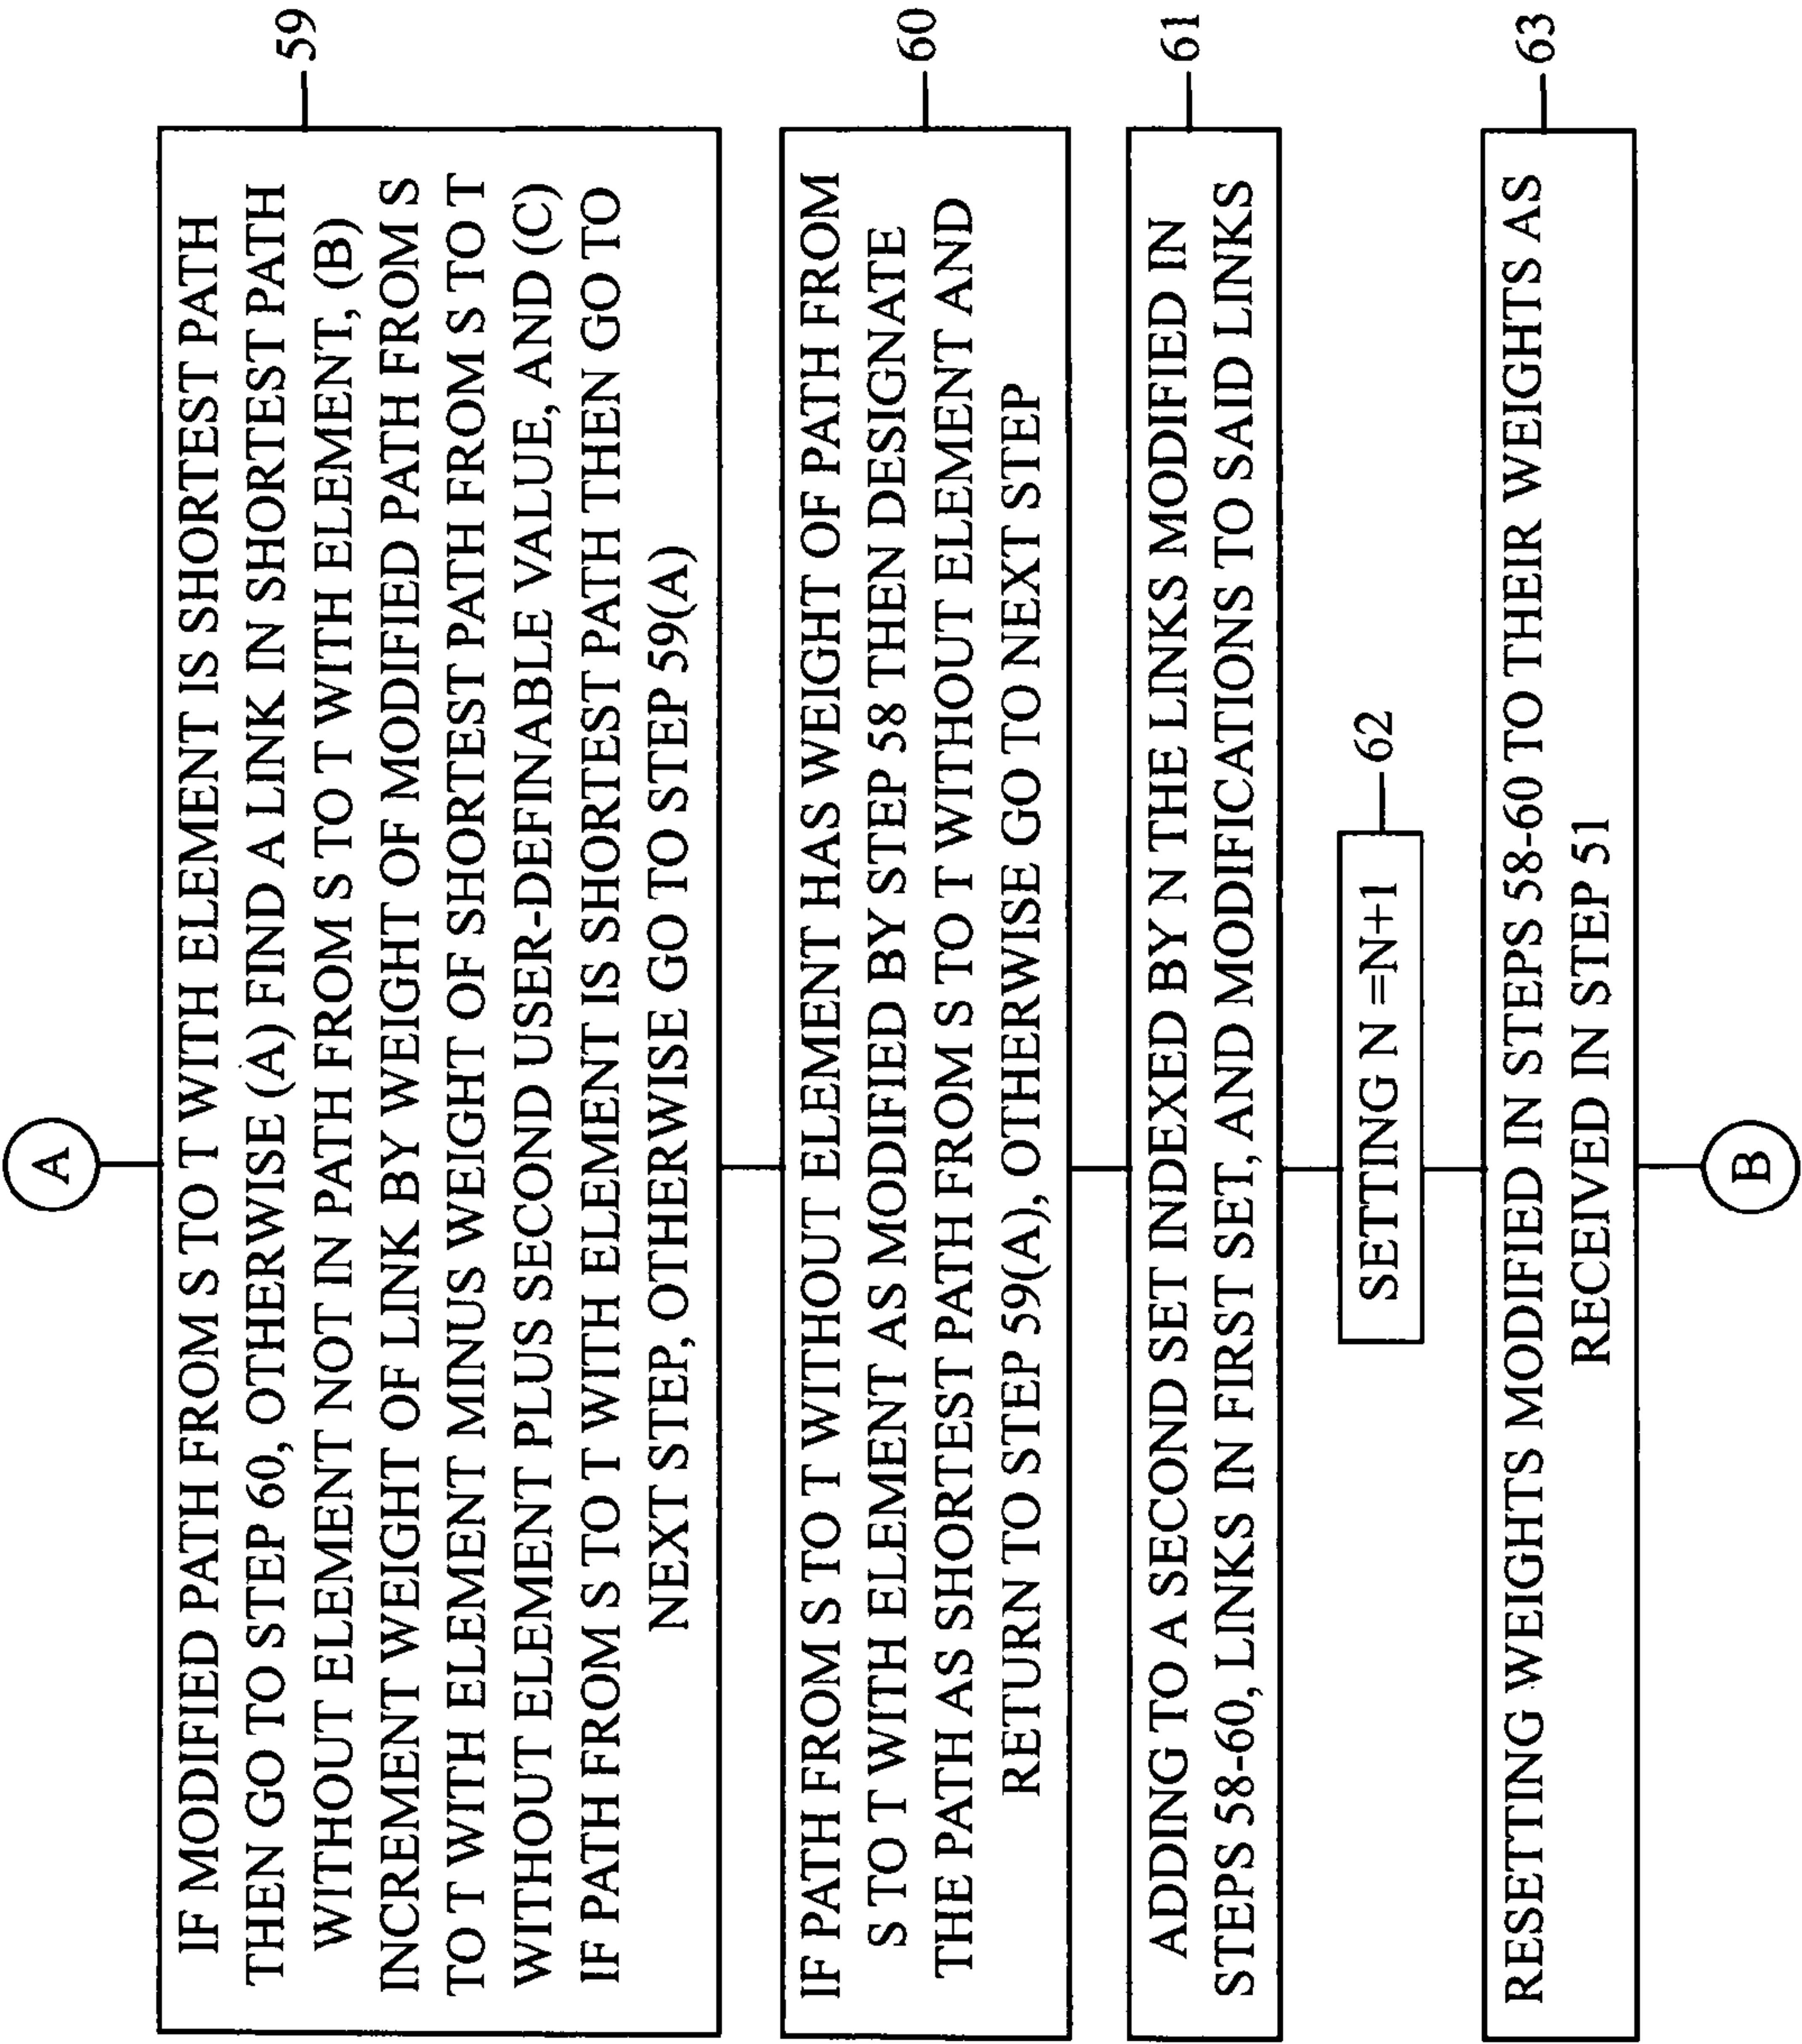 A
IF MODIFIED PATH FROM S TO T WITH ELEMENT IS SHORTEST PATH
THEN GO TO STEP 60, OTHERWISE (A) FIND A LINK IN SHORTEST PATH
WITHOUT ELEMENT NOT IN PATH FROM S TO T WITH ELEMENT, (B)
INCREMENT WEIGHT OF LINK BY WEIGHT OF MODIFIED PATH FROM S
TO T WITH ELEMENT MINUS WEIGHT OF SHORTEST PATH FROM S TO T
WITHOUT ELEMENT PLUS SECOND USER-DEFINABLE VALUE, AND (C)
IF PATH FROM S TO T WITH ELEMENT IS SHORTEST PATH THEN GO TO
NEXT STEP, OTHERWISE GO TO STEP 59(A)
59
IF PATH FROM S TO T WITHOUT ELEMENT HAS WEIGHT OF PATH FROM
S TO T WITH ELEMENT AS MODIFIED BY STEP 58 THEN DESIGNATE
THE PATH AS SHORTEST PATH FROM S TO T WITHOUT ELEMENT AND
RETURN TO STEP 59(A), OTHERWISE GO TO NEXT STEP
60
ADDING TO A SECOND SET INDEXED BY N THE LINKS MODIFIED IN
STEPS 58-60, LINKS IN FIRST SET, AND MODIFICATIONS TO SAID LINKS
61
SETTING N =N+1
62
RESETTING WEIGHTS MODIFIED IN STEPS 58-60 TO THEIR WEIGHTS AS
RECEIVED IN STEP 51
63
B